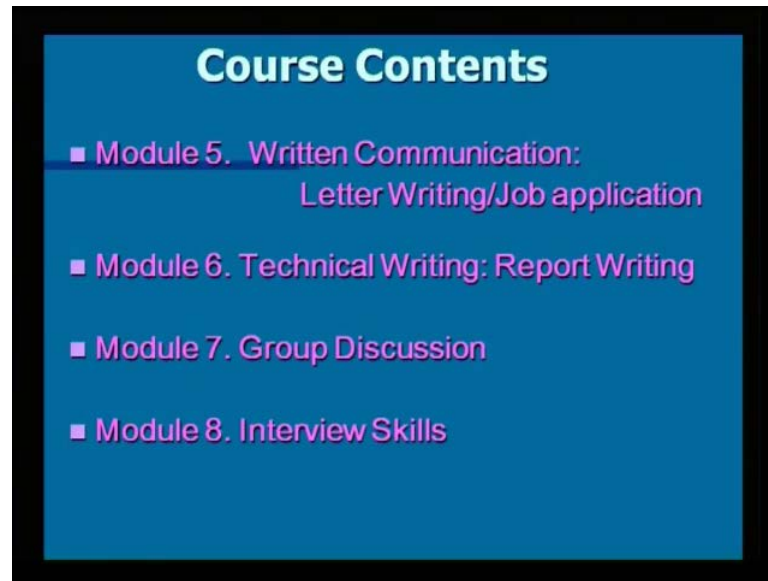 Course Contents
Module 5. Written Communication:
Letter Writing/Job application
Module 6. Technical Writing: Report Writing
Module 7. Group Discussion
Module 8. Interview Skills